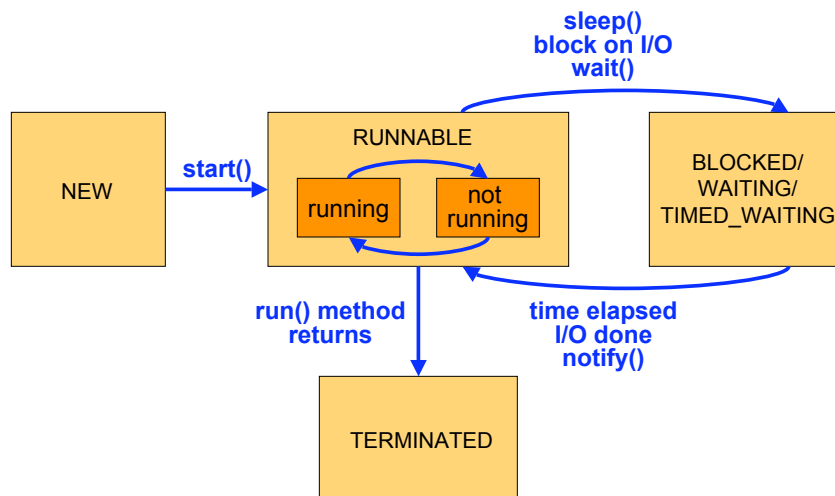 sleep()
block on I/O
wait()
NEW
start()
RUNNABLE
running
not
running
BLOCKED/
WAITING/
TIMED_WAITING
run() method
returns
time elapsed
I/O done
notify()
TERMINATED